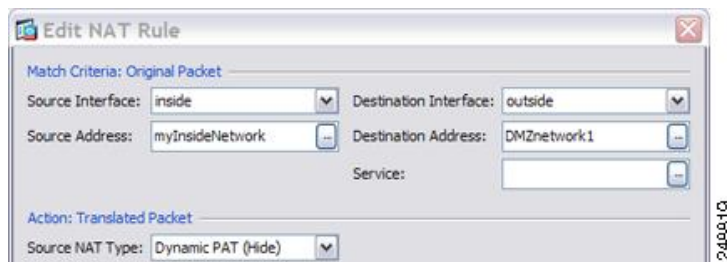 Edit NAT Rule
Match Criteria: Original Packet
Source Interface: inside Destination Interface: outside
Source Address: myInsideNetwork ... Destination Address: DMZnetwork1 ...
Service: ...
Action: Translated Packet
Source NAT Type: Dynamic PAT (Hide)
248819